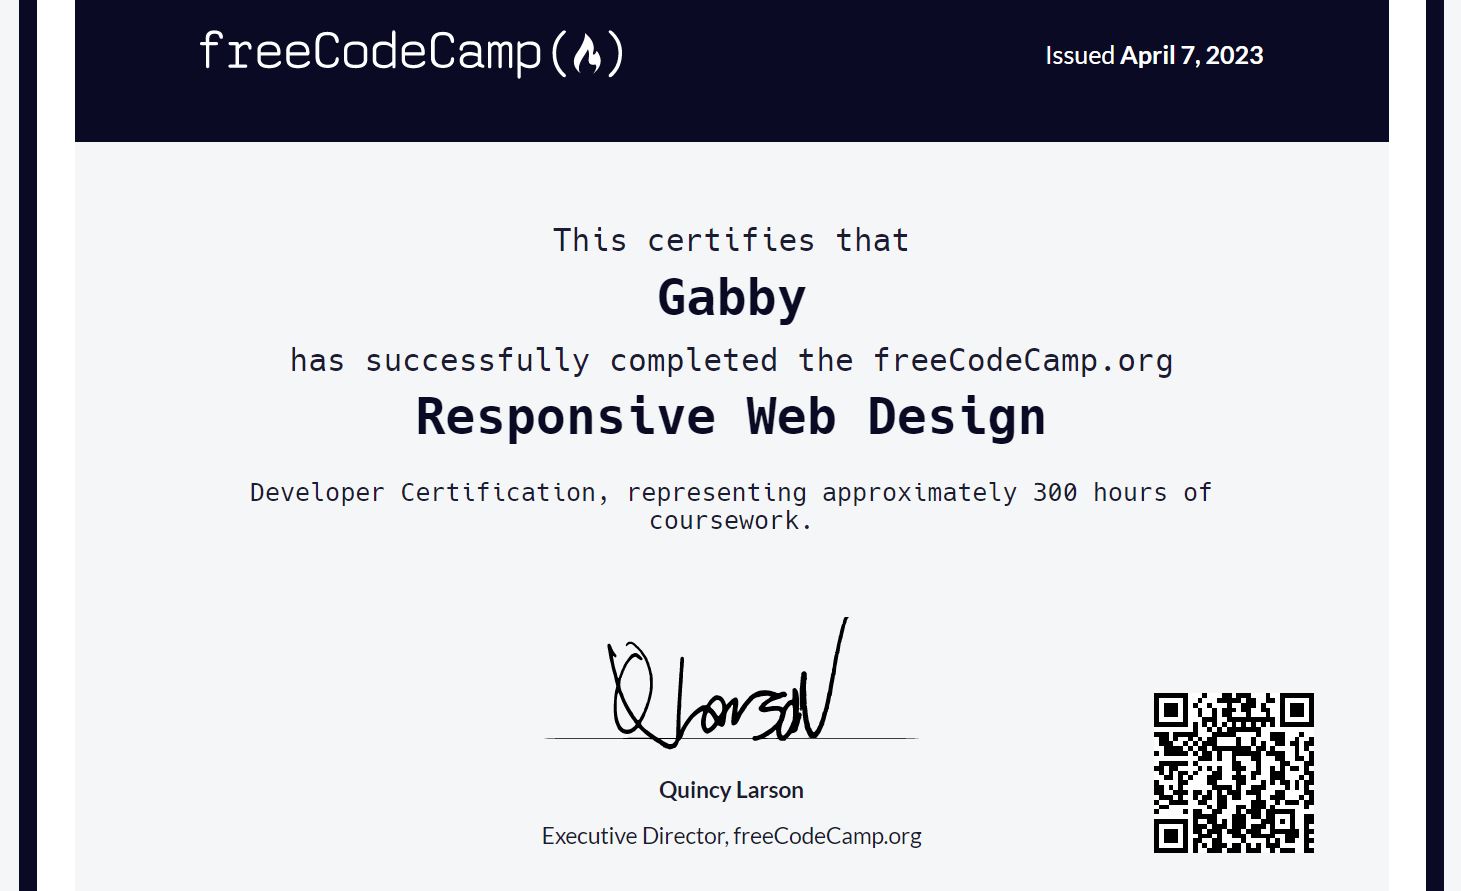 freeCodeCamp(🔥)
Issued April 7, 2023
This certifies that
Gabby
has successfully completed the freeCodeCamp.org
Responsive Web Design
Developer Certification, representing approximately 300 hours of
coursework.
Q Larson
Quincy Larson
Executive Director, freeCodeCamp.org